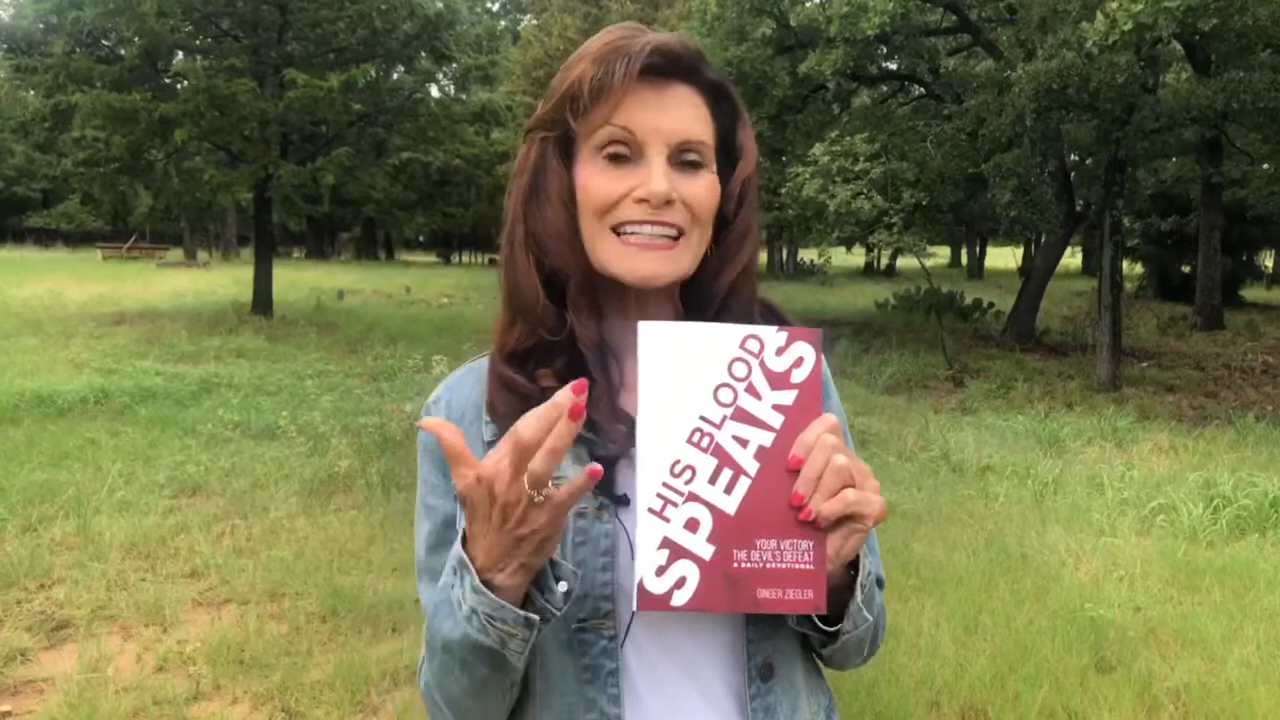 HIS BLOOD
SPEAKS
YOUR VICTORY
THE DEVIL'S DEFEAT
A DAILY DEVOTIONAL
GINGER ZIEGLER